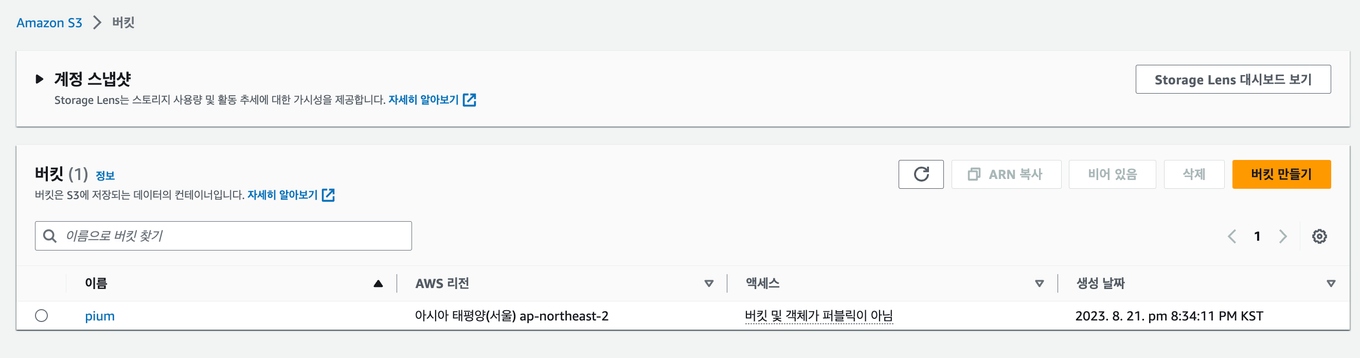 Amazon S3 > 버킷
계정 스냅샷
Storage Lens 대시보드 보기
Storage Lens는 스토리지 사용량 및 활동 추세에 대한 가시성을 제공합니다. 자세히 알아보기
버킷 (1) 정보
버킷은 S3에 저장되는 데이터의 컨테이너입니다. 자세히 알아보기
ARN 복사 비어 있음 삭제 버킷 만들기
이름으로 버킷 찾기
1
이름 AWS 리전 액세스 생성 날짜
pium 아시아 태평양(서울) ap-northeast-2 버킷 및 객체가 퍼블릭이 아님 2023. 8. 21. pm 8:34:11 PM KST